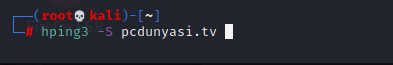 (root💀kali)-[~]
# hping3 -S pcdunyasi.tv